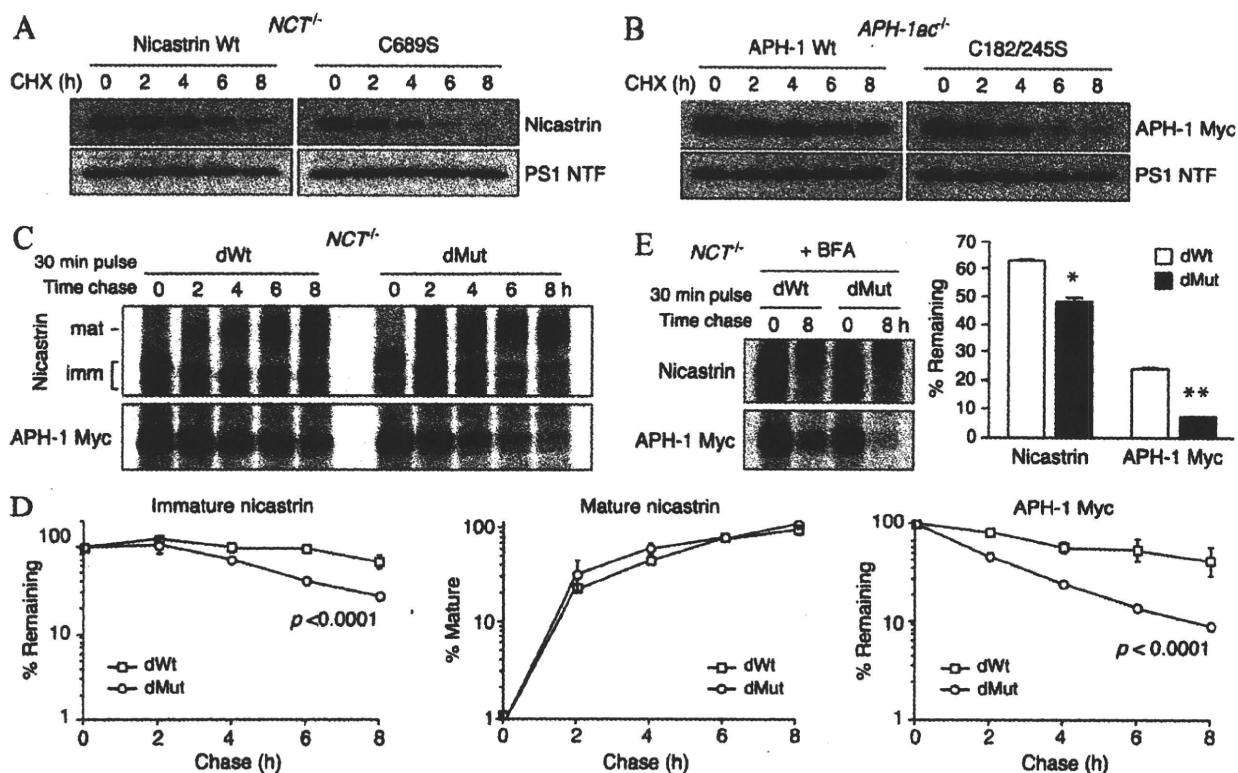 A
NCT-/-
Nicastrin Wt C689S
CHX (h) 0 2 4 6 8 0 2 4 6 8
Nicastrin
PS1 NTF
B
APH-1ac-/-
APH-1 Wt C182/245S
CHX (h) 0 2 4 6 8 0 2 4 6 8
APH-1 Myc
PS1 NTF
C
NCT-/-
30 min pulse dWt dMut
Time chase 0 2 4 6 8 0 2 4 6 8 h
Nicastrin
mat -
imm [
APH-1 Myc
E
NCT-/- + BFA
30 min pulse dWt dMut
Time chase 0 8 0 8 h
Nicastrin
APH-1 Myc
% Remaining
70
60
50
40
30
20
10
0
dWt
dMut
*
**
Nicastrin APH-1 Myc
D
Immature nicastrin
% Remaining
100
10
1
p<0.0001
dWt
dMut
0 2 4 6 8
Chase (h)
Mature nicastrin
% Mature
100
10
1
dWt
dMut
0 2 4 6 8
Chase (h)
APH-1 Myc
% Remaining
100
10
1
p < 0.0001
dWt
dMut
0 2 4 6 8
Chase (h)